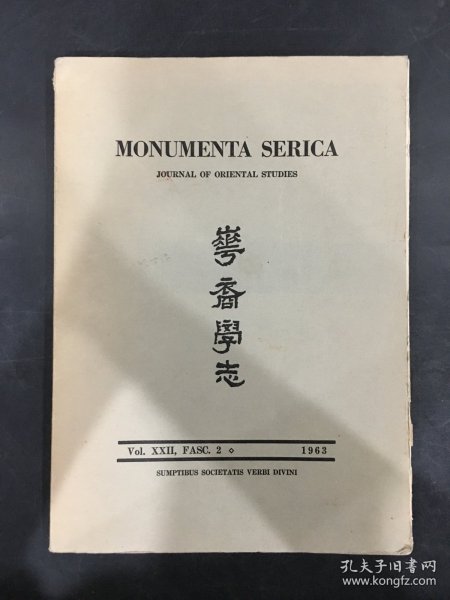 MONUMENTA SERICA
JOURNAL OF ORIENTAL STUDIES
華
裔
學
志
Vol. XXII, FASC. 2 ⋄ 1963
SUMPTIBUS SOCIETATIS VERBI DIVINI
孔夫子旧书网
www.kongfz.com